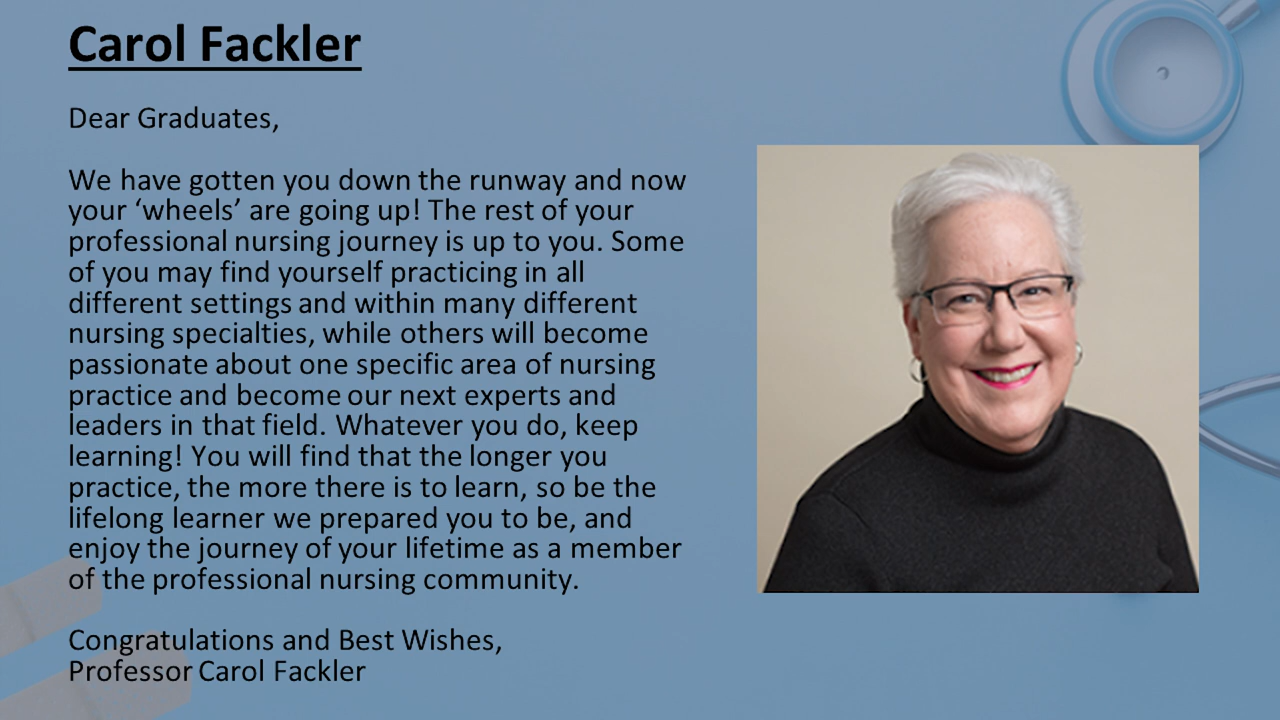 Carol Fackler
Dear Graduates,
We have gotten you down the runway and now
your ‘wheels’ are going up! The rest of your
professional nursing journey is up to you. Some
of you may find yourself practicing in all
different settings and within many different
nursing specialties, while others will become
passionate about one specific area of nursing
practice and become our next experts and
leaders in that field. Whatever you do, keep
learning! You will find that the longer you
practice, the more there is to learn, so be the
lifelong learner we prepared you to be, and
enjoy the journey of your lifetime as a member
of the professional nursing community.
Congratulations and Best Wishes,
Professor Carol Fackler